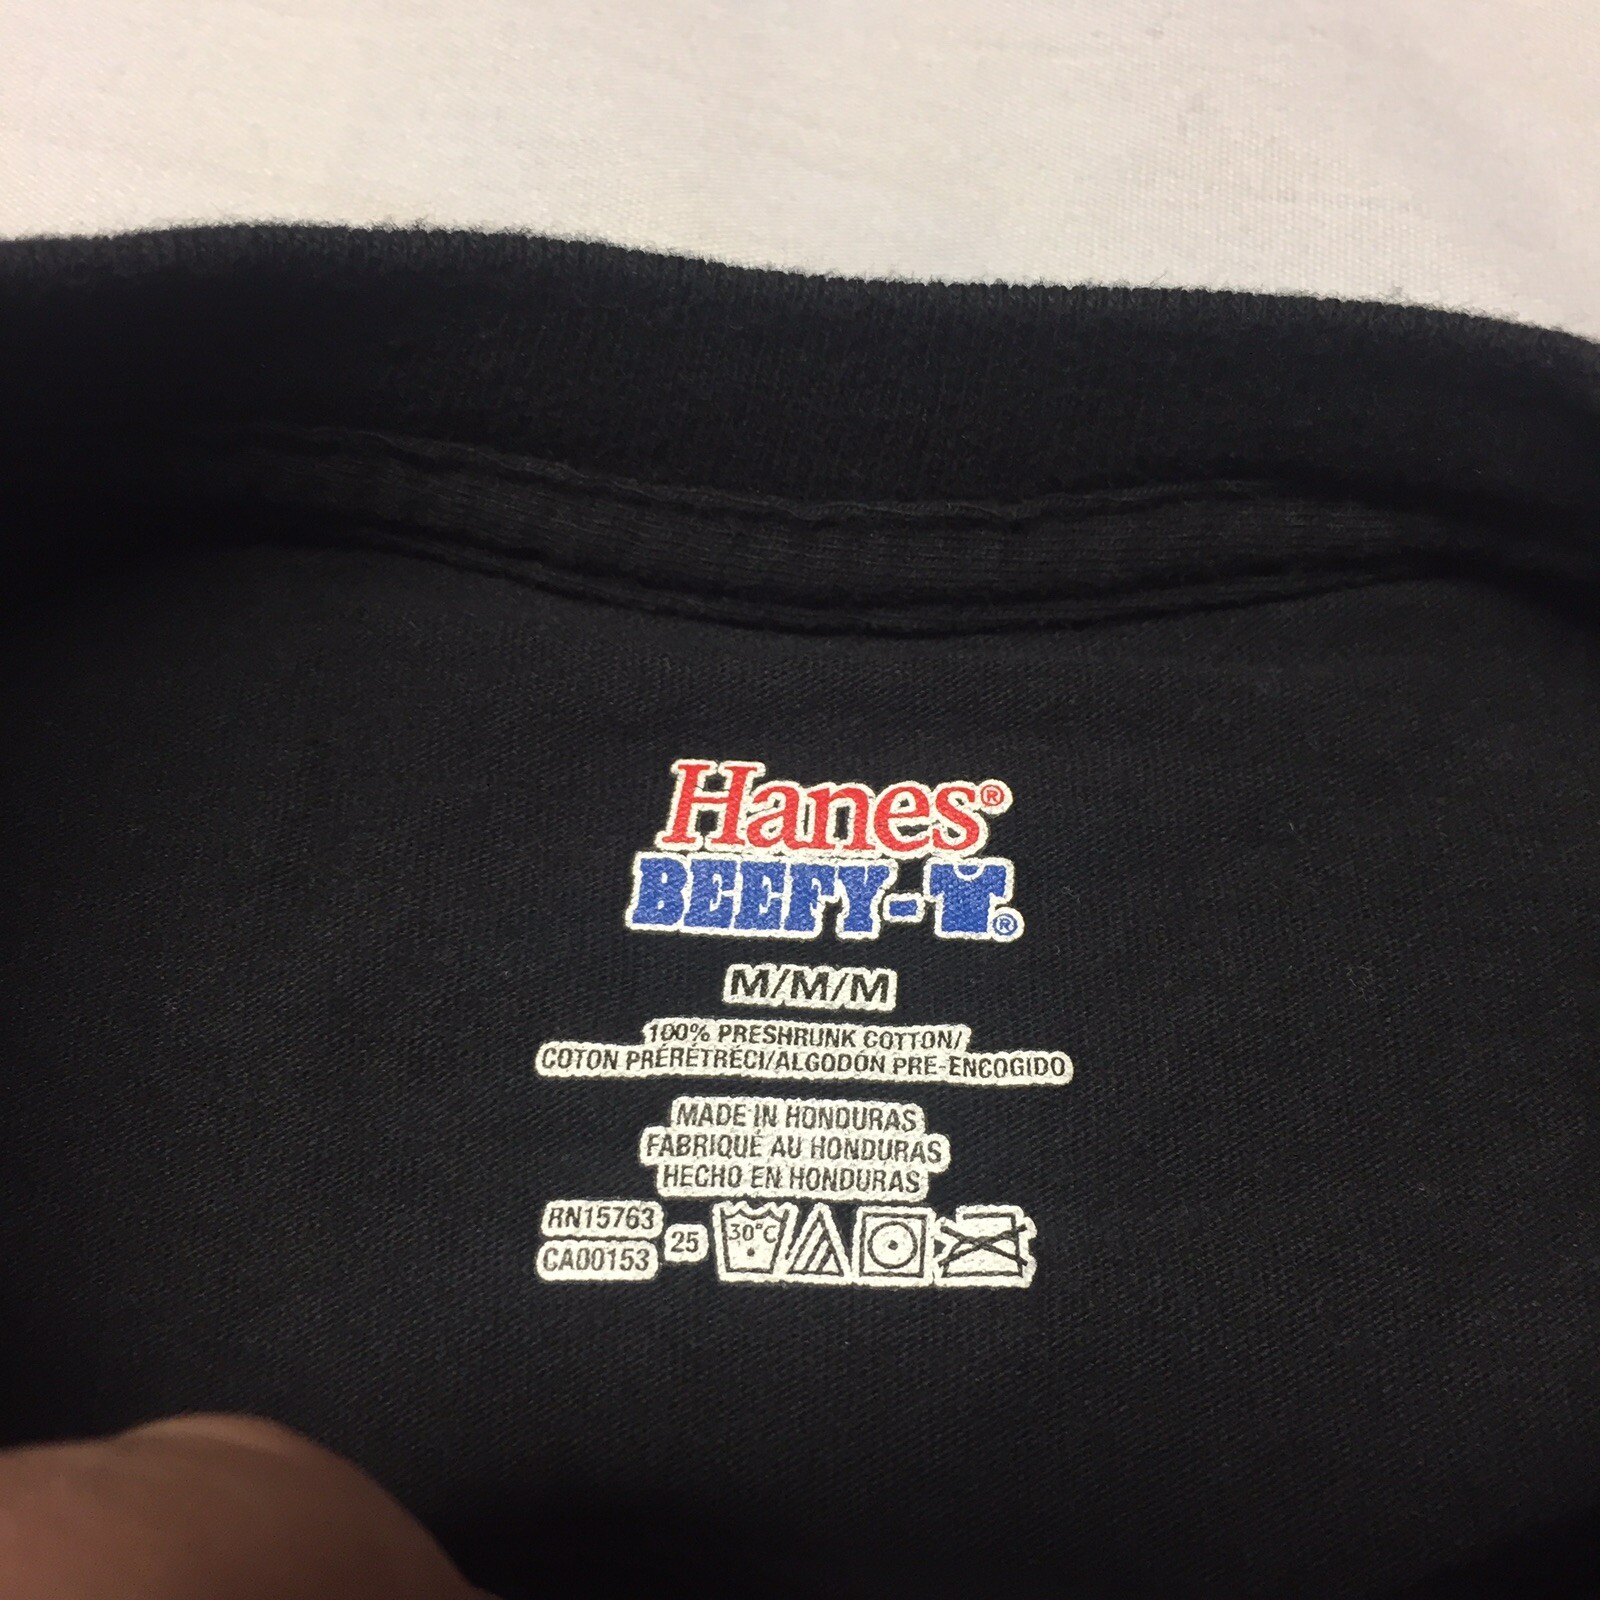 Hanes®
BEEFY-T®
M/M/M
100% PRESHRUNK COTTON/
COTON PRÉRÉTRÉCI/ALGODÓN PRE-ENCOGIDO
MADE IN HONDURAS
FABRIQUÉ AU HONDURAS
HECHO EN HONDURAS
RN15763
CA00153
25
30°C